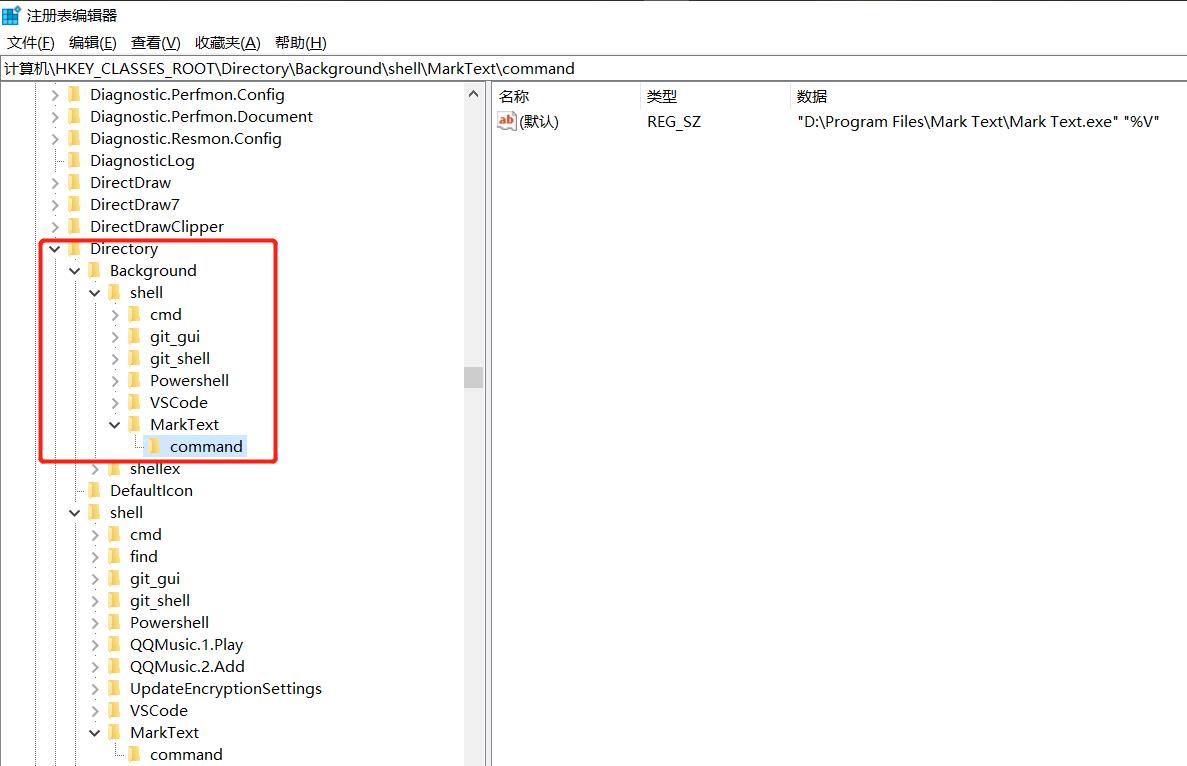 注册表编辑器
文件(F) 编辑(E) 查看(V) 收藏夹(A) 帮助(H)
计算机\HKEY_CLASSES_ROOT\Directory\Background\shell\MarkText\command
Diagnostic.Perfmon.Config
Diagnostic.Perfmon.Document
Diagnostic.Resmon.Config
DiagnosticLog
DirectDraw
DirectDraw7
DirectDrawClipper
Directory
Background
shell
cmd
git_gui
git_shell
Powershell
VSCode
MarkText
command
shellex
DefaultIcon
shell
cmd
find
git_gui
git_shell
Powershell
QQMusic.1.Play
QQMusic.2.Add
UpdateEncryptionSettings
VSCode
MarkText
command
名称 类型 数据
ab (默认) REG_SZ "D:\Program Files\Mark Text\Mark Text.exe" "%V"